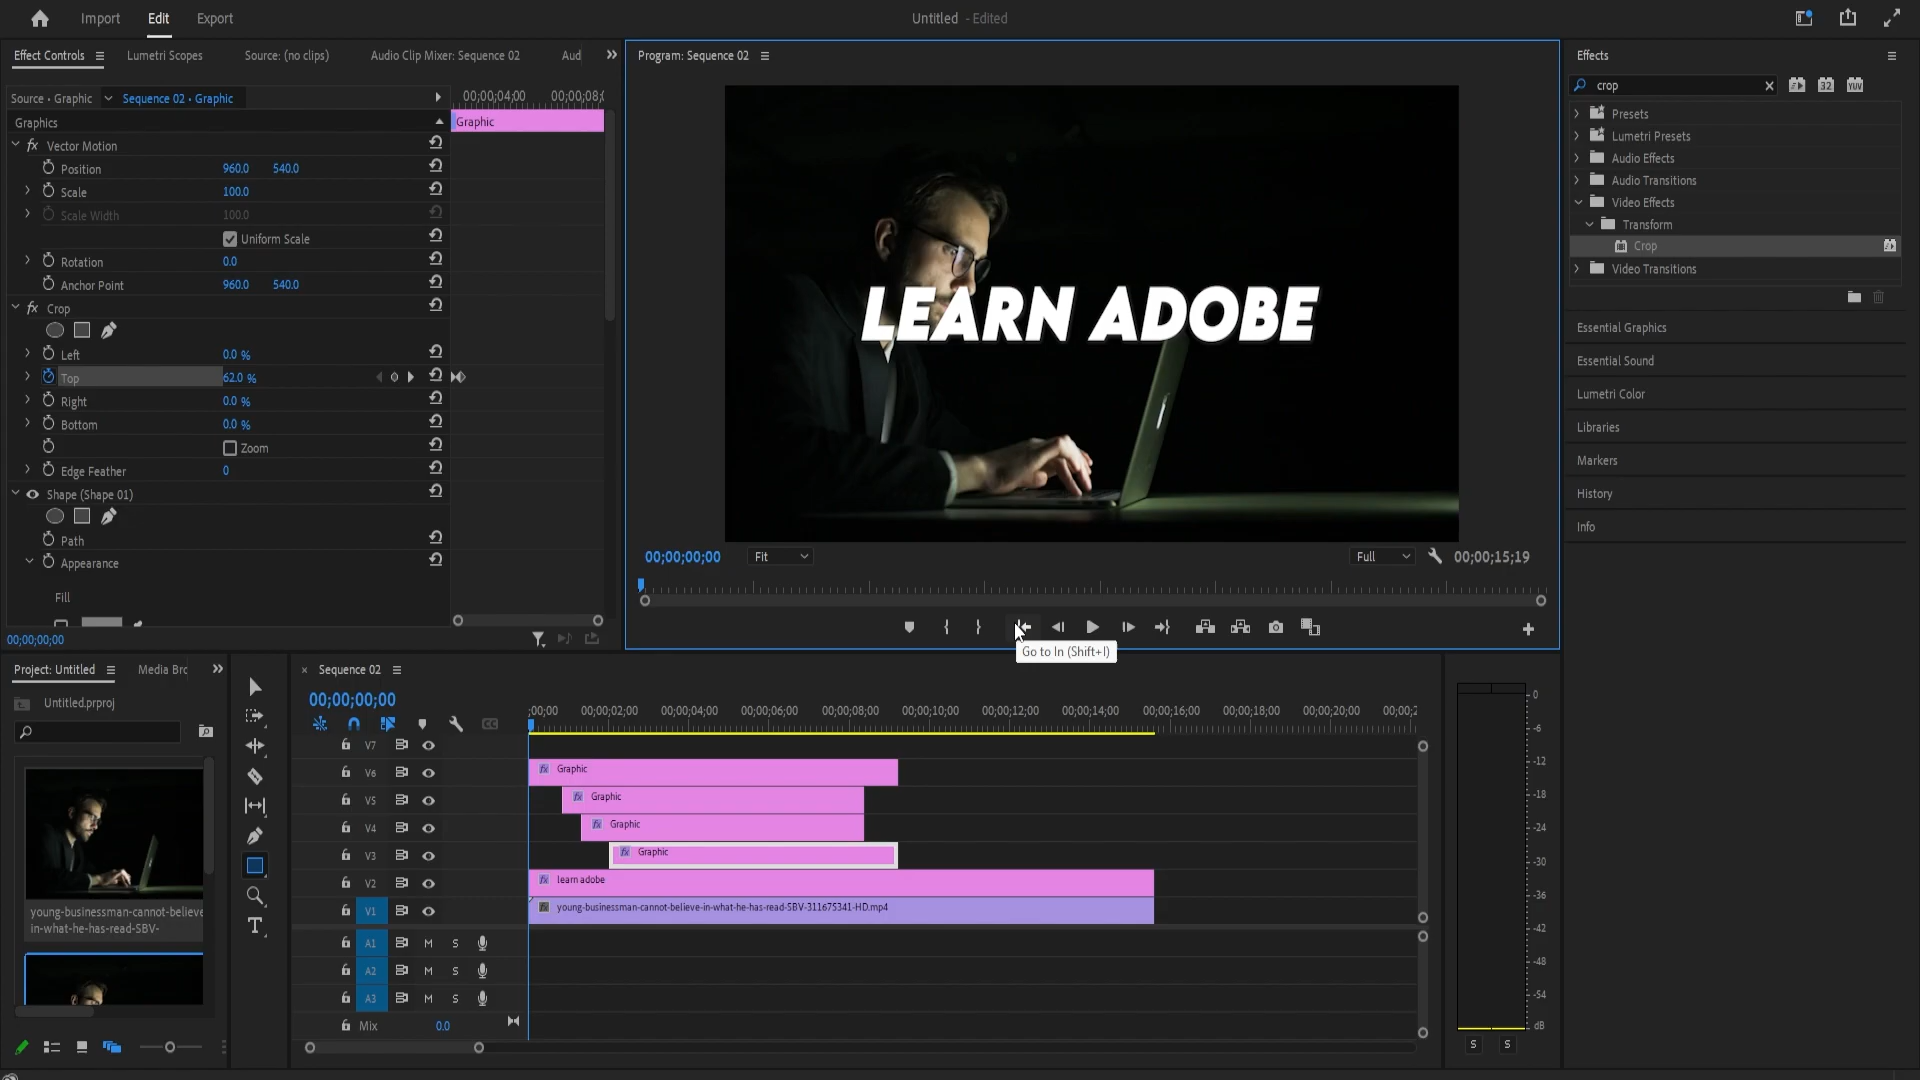 Import Edit Export Untitled - Edited
Effect Controls Lumetri Scopes Source: (no clips) Audio Clip Mixer: Sequence 02 Aud
Source • Graphic Sequence 02 • Graphic 00;00;04;00 00;00;08;
Graphics Graphic
fx Vector Motion
Position 960.0 540.0
Scale 100.0
Scale Width 100.0
Uniform Scale
Rotation 0.0
Anchor Point 960.0 540.0
fx Crop
Left 0.0 %
Top 62.0 %
Right 0.0 %
Bottom 0.0 %
Zoom
Edge Feather 0
Shape (Shape 01)
Path
Appearance
Fill
00;00;00;00
Program: Sequence 02
LEARN ADOBE
00;00;00;00 Fit Full 00;00;15;19
Go to In (Shift+I)
Effects
crop 32 YUV
Presets
Lumetri Presets
Audio Effects
Audio Transitions
Video Effects
Transform
Crop
Video Transitions
Essential Graphics
Essential Sound
Lumetri Color
Libraries
Markers
History
Info
Project: Untitled Media Brc
Untitled.prproj
young-businessman-cannot-believe
in-what-he-has-read-SBV-
T
Sequence 02
00;00;00;00
CC
;00;00 00;00;02;00 00;00;04;00 00;00;06;00 00;00;08;00 00;00;10;00 00;00;12;00 00;00;14;00 00;00;16;00 00;00;18;00 00;00;20;00 00;00;2
V7
V6 fx Graphic
V5 fx Graphic
V4 fx Graphic
V3 fx Graphic
V2 fx learn adobe
V1 fx young-businessman-cannot-believe-in-what-he-has-read-SBV-311675341-HD.mp4
A1 M S
A2 M S
A3 M S
Mix 0.0
0
-6
-12
-18
-24
-30
-36
-42
-48
-54
dB
S S